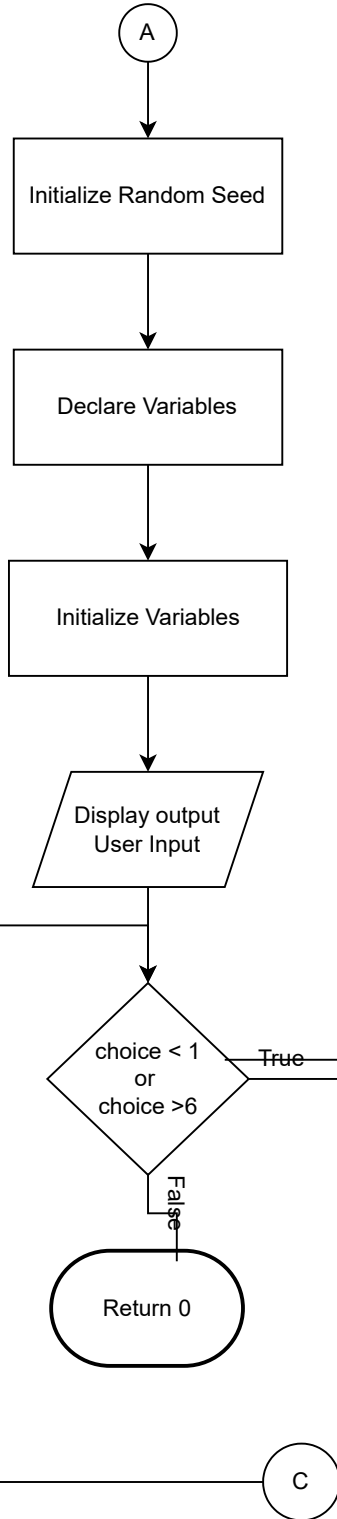 A
Initialize Random Seed
Declare Variables
Initialize Variables
Display output
User Input
choice < 1
or
choice >6
True
False
Return 0
C